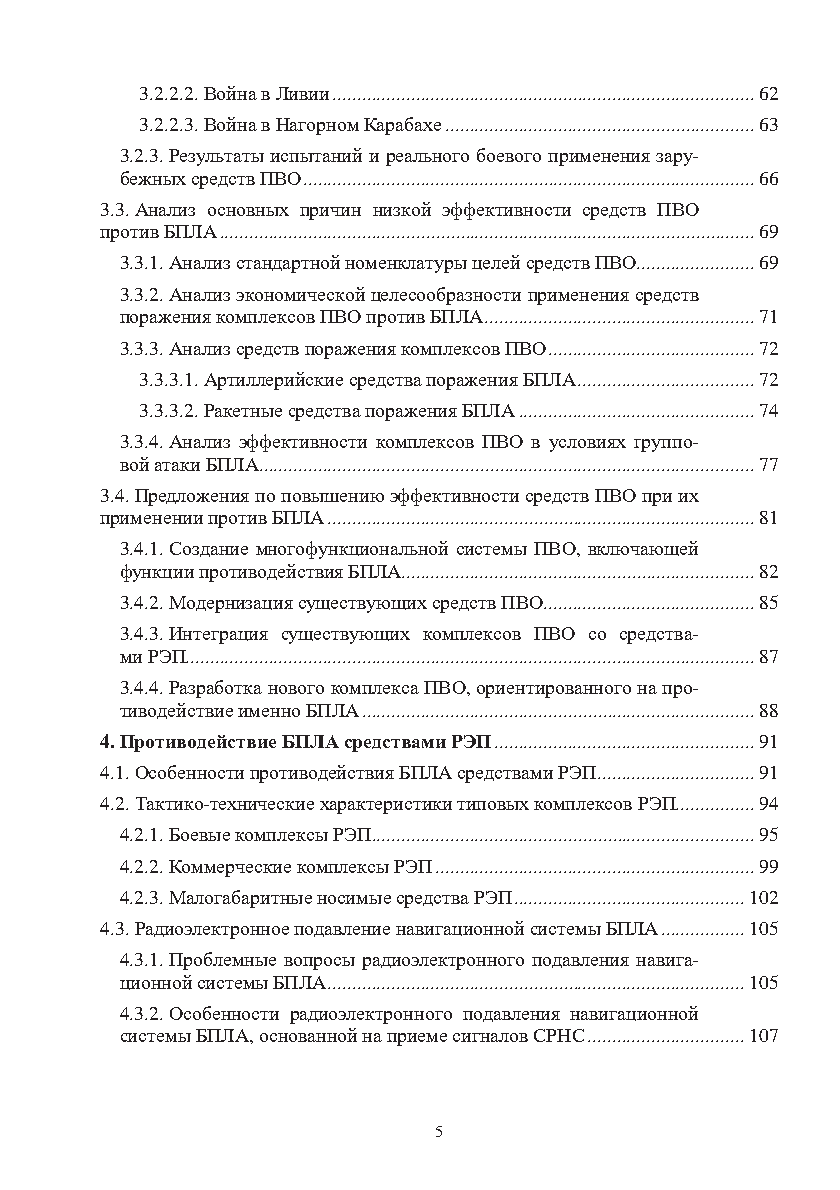 3.2.2.2. Война в Ливии........ 62
3.2.2.3. Война в Нагорном Карабахе........ 63
3.2.3. Результаты испытаний и реального боевого применения зару-
бежных средств ПВО........ 66
3.3. Анализ основных причин низкой эффективности средств ПВО
против БПЛА........ 69
3.3.1. Анализ стандартной номенклатуры целей средств ПВО........ 69
3.3.2. Анализ экономической целесообразности применения средств
поражения комплексов ПВО против БПЛА........ 71
3.3.3. Анализ средств поражения комплексов ПВО........ 72
3.3.3.1. Артиллерийские средства поражения БПЛА........ 72
3.3.3.2. Ракетные средства поражения БПЛА........ 74
3.3.4. Анализ эффективности комплексов ПВО в условиях группо-
вой атаки БПЛА........ 77
3.4. Предложения по повышению эффективности средств ПВО при их
применении против БПЛА........ 81
3.4.1. Создание многофункциональной системы ПВО, включающей
функции противодействия БПЛА........ 82
3.4.2. Модернизация существующих средств ПВО........ 85
3.4.3. Интеграция существующих комплексов ПВО со средства-
ми РЭП........ 87
3.4.4. Разработка нового комплекса ПВО, ориентированного на про-
тиводействие именно БПЛА........ 88
4. Противодействие БПЛА средствами РЭП........ 91
4.1. Особенности противодействия БПЛА средствами РЭП........ 91
4.2. Тактико-технические характеристики типовых комплексов РЭП........ 94
4.2.1. Боевые комплексы РЭП........ 95
4.2.2. Коммерческие комплексы РЭП........ 99
4.2.3. Малогабаритные носимые средства РЭП........ 102
4.3. Радиоэлектронное подавление навигационной системы БПЛА........ 105
4.3.1. Проблемные вопросы радиоэлектронного подавления навига-
ционной системы БПЛА........ 105
4.3.2. Особенности радиоэлектронного подавления навигационной
системы БПЛА, основанной на приеме сигналов СРНС........ 107
5